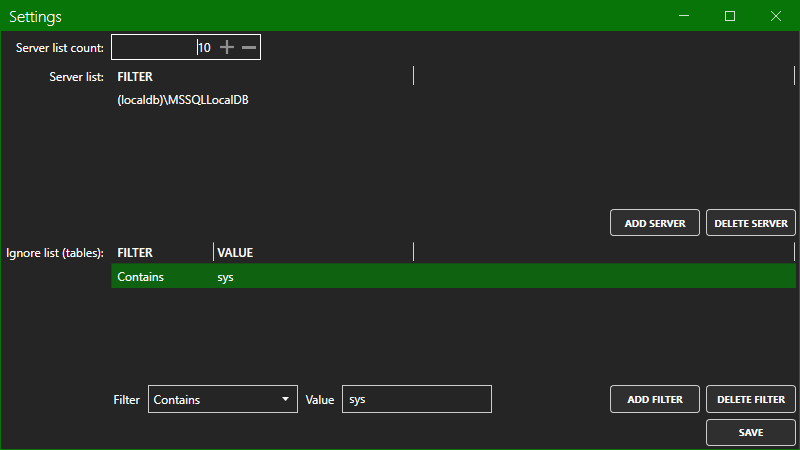 Settings
Server list count: 10
Server list: FILTER
(localdb)\MSSQLLocalDB
ADD SERVER DELETE SERVER
Ignore list (tables): FILTER VALUE
Contains sys
Filter Contains Value sys ADD FILTER DELETE FILTER
SAVE